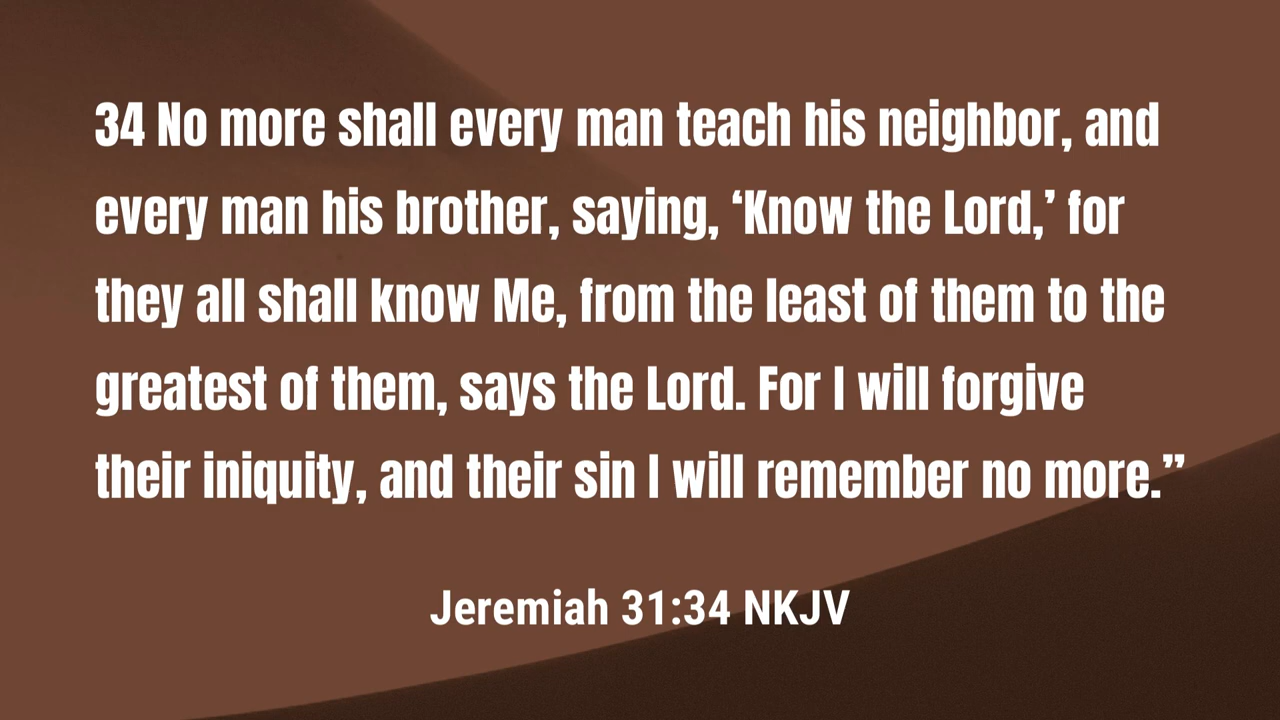 34 No more shall every man teach his neighbor, and
every man his brother, saying, ‘Know the Lord,’ for
they all shall know Me, from the least of them to the
greatest of them, says the Lord. For I will forgive
their iniquity, and their sin I will remember no more.”
Jeremiah 31:34 NKJV